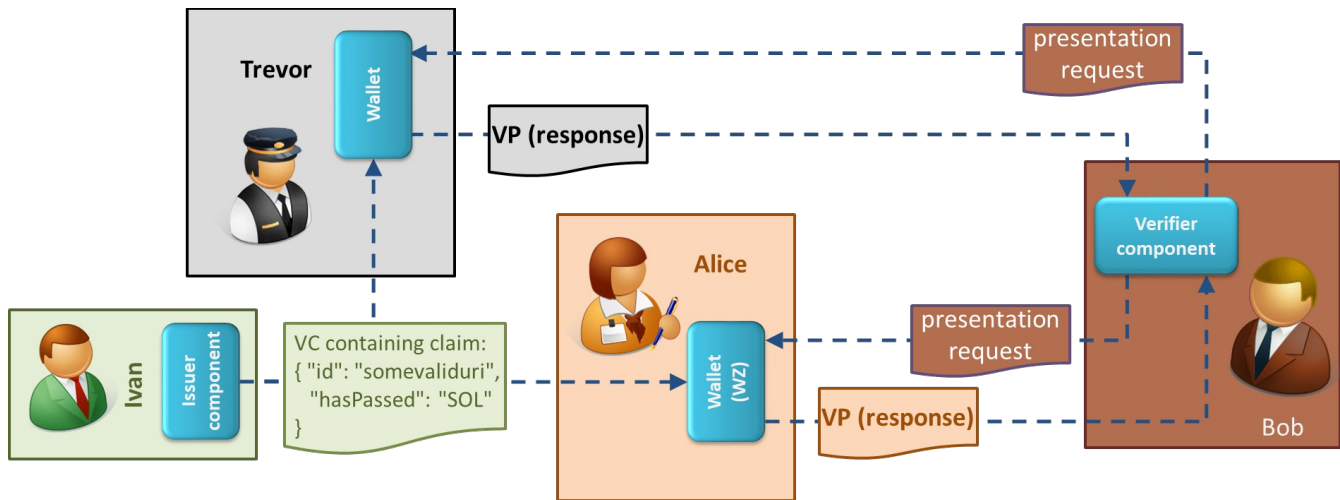 Trevor
Wallet
presentation
request
VP (response)
Verifier
component
Alice
Wallet
(WZ)
presentation
request
VP (response)
Bob
Ivan
Issuer
component
VC containing claim:
{ "id": "somevaliduri",
"hasPassed": "SOL"
}